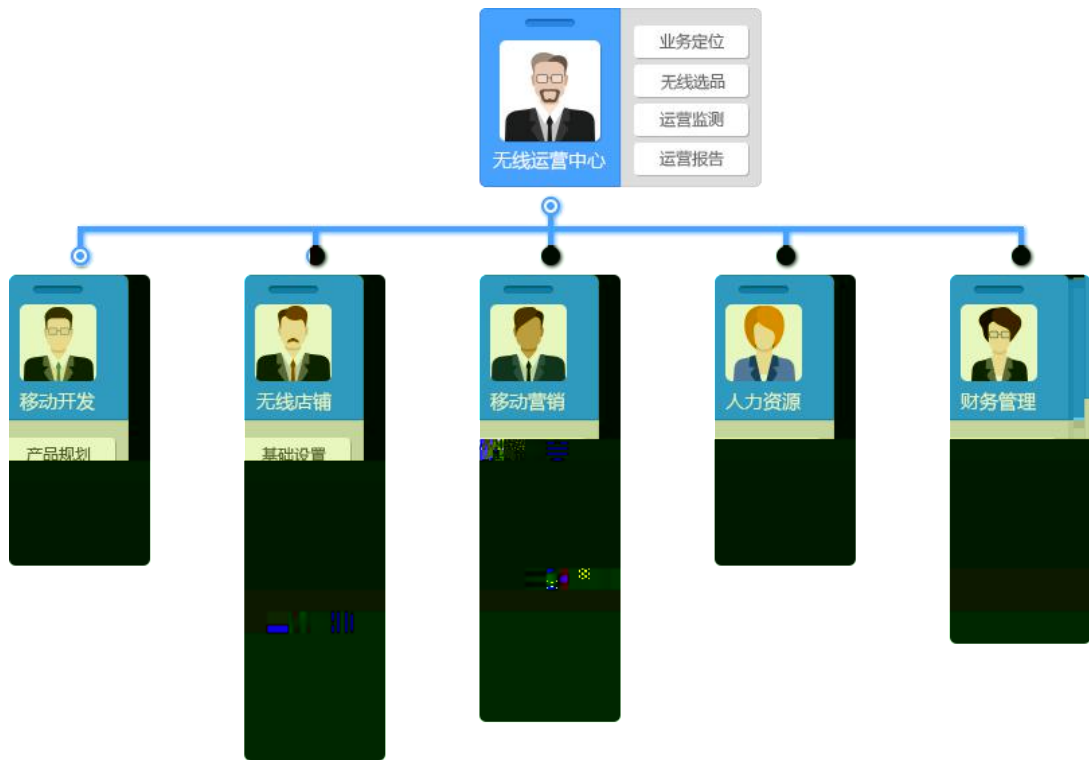 业务定位
无线选品
运营监测
运营报告
无线运营中心
移动开发
无线店铺
移动营销
人力资源
财务管理
产品规划
基础设置